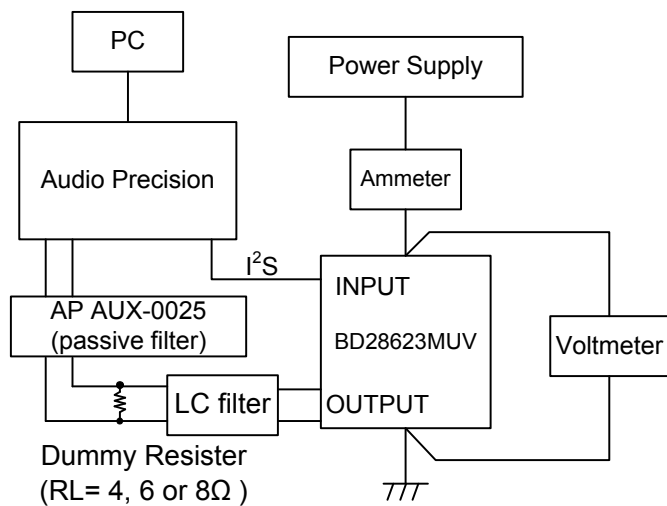 PC
Power Supply
Audio Precision
Ammeter
I²S
INPUT
AP AUX-0025
(passive filter)
BD28623MUV
Voltmeter
LC filter
OUTPUT
Dummy Resister
(RL= 4, 6 or 8Ω )